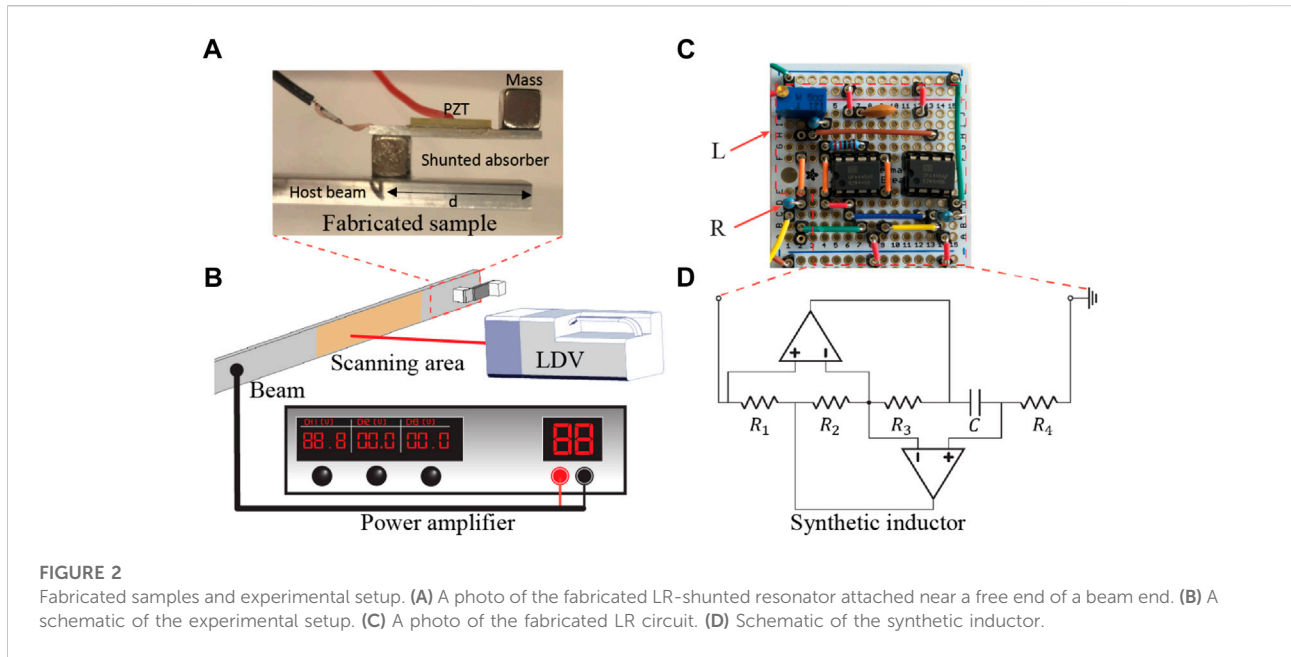 A
Mass
PZT
Shunted absorber
Host beam
d
Fabricated sample
B
Scanning area
LDV
Beam
CH1 (V) CH2 (V) CH3 (V)
88.8 00.0 00.0
88
Power amplifier
C
L
R
D
+ −
R1 R2 R3 C R4
− +
Synthetic inductor
FIGURE 2
Fabricated samples and experimental setup. (A) A photo of the fabricated LR-shunted resonator attached near a free end of a beam end. (B) A
schematic of the experimental setup. (C) A photo of the fabricated LR circuit. (D) Schematic of the synthetic inductor.